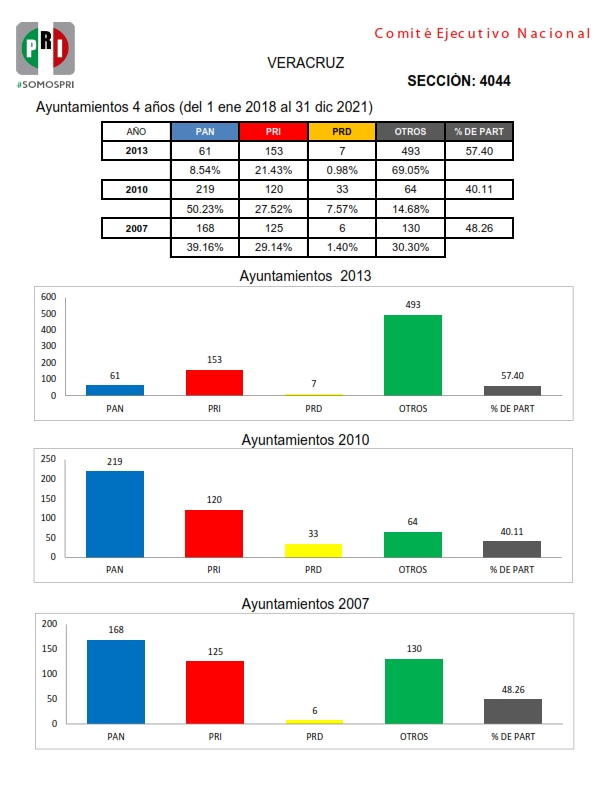 Comité Ejecutivo Nacional
PRI
#SOMOSPRI
VERACRUZ
SECCIÓN: 4044
Ayuntamientos 4 años (del 1 ene 2018 al 31 dic 2021)
AÑO PAN PRI PRD OTROS % DE PART
2013 61 153 7 493 57.40
8.54% 21.43% 0.98% 69.05%
2010 219 120 33 64 40.11
50.23% 27.52% 7.57% 14.68%
2007 168 125 6 130 48.26
39.16% 29.14% 1.40% 30.30%
Ayuntamientos 2013
600
500
400
300
200
100
0
61 153 7 493 57.40
PAN PRI PRD OTROS % DE PART
Ayuntamientos 2010
250
200
150
100
50
0
219 120 33 64 40.11
PAN PRI PRD OTROS % DE PART
Ayuntamientos 2007
200
150
100
50
0
168 125 6 130 48.26
PAN PRI PRD OTROS % DE PART